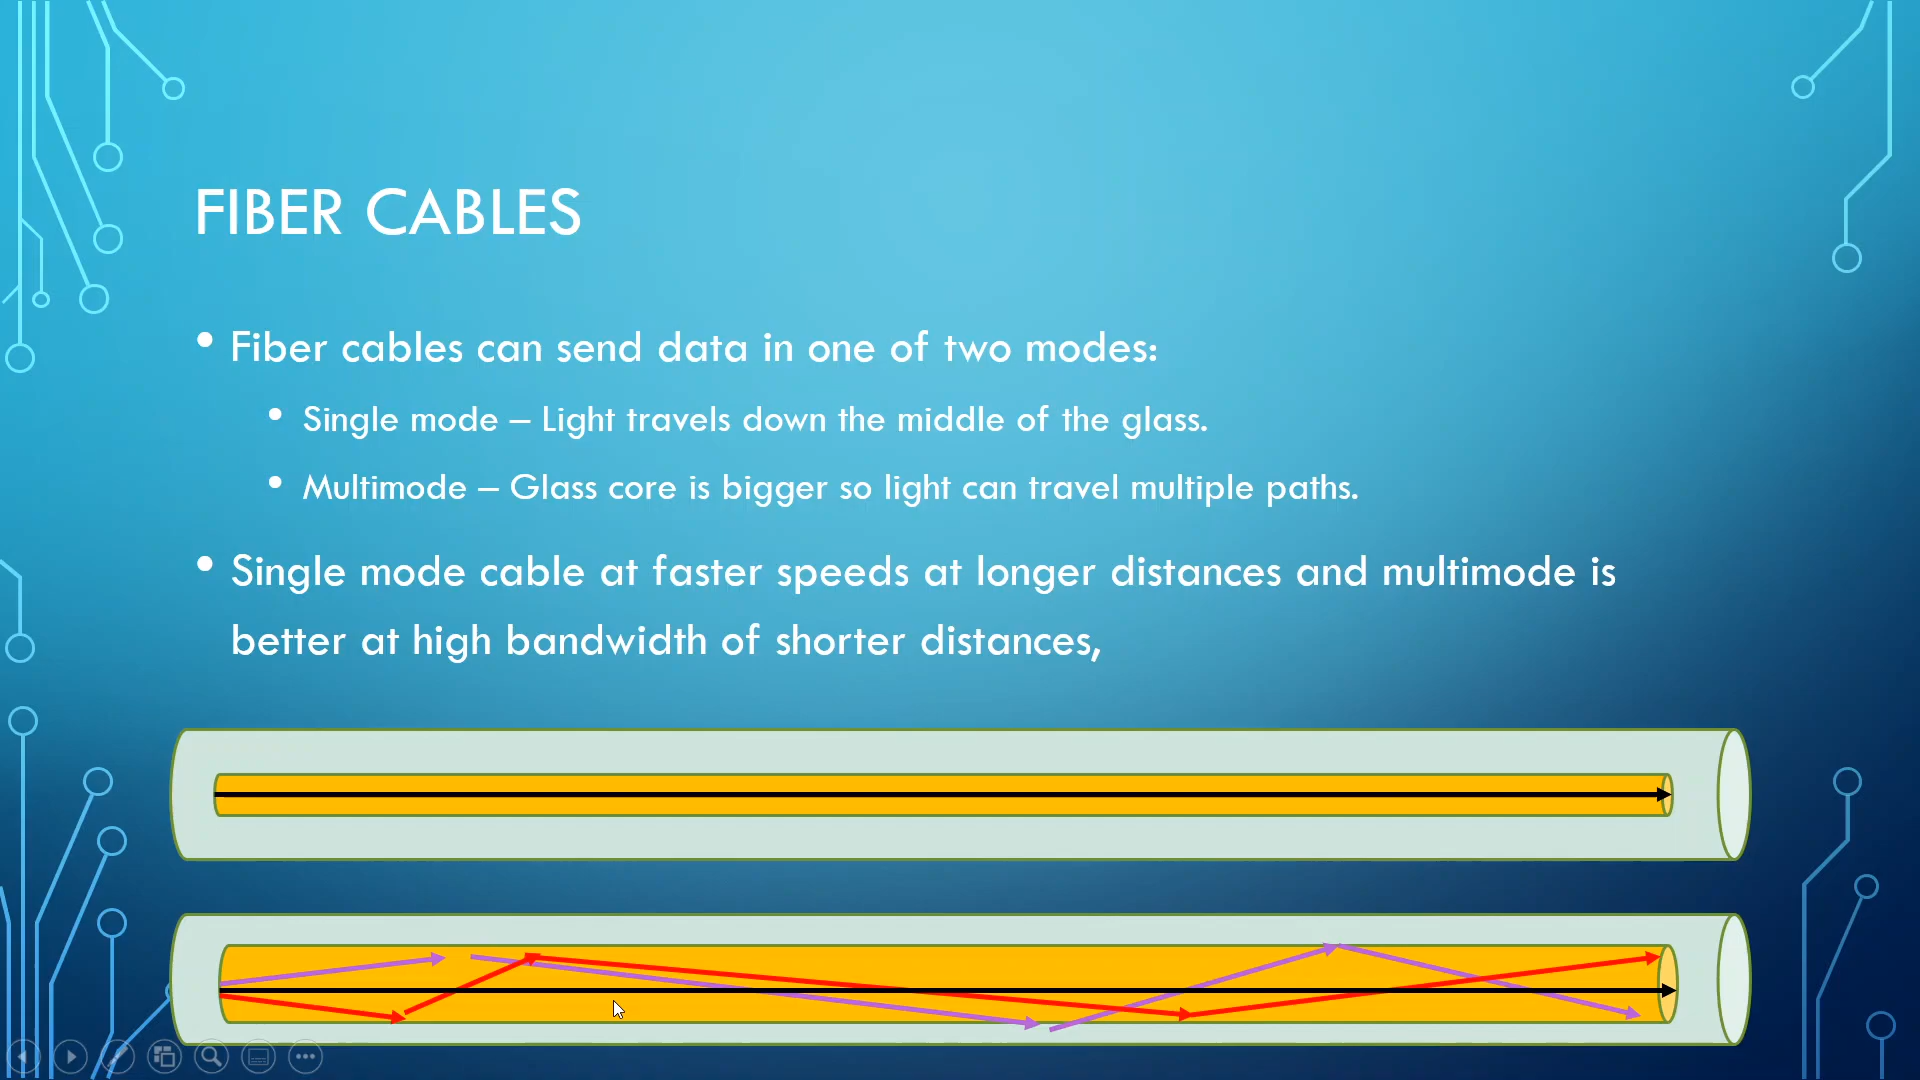 FIBER CABLES
• Fiber cables can send data in one of two modes:
• Single mode – Light travels down the middle of the glass.
• Multimode – Glass core is bigger so light can travel multiple paths.
• Single mode cable at faster speeds at longer distances and multimode is
better at high bandwidth of shorter distances,